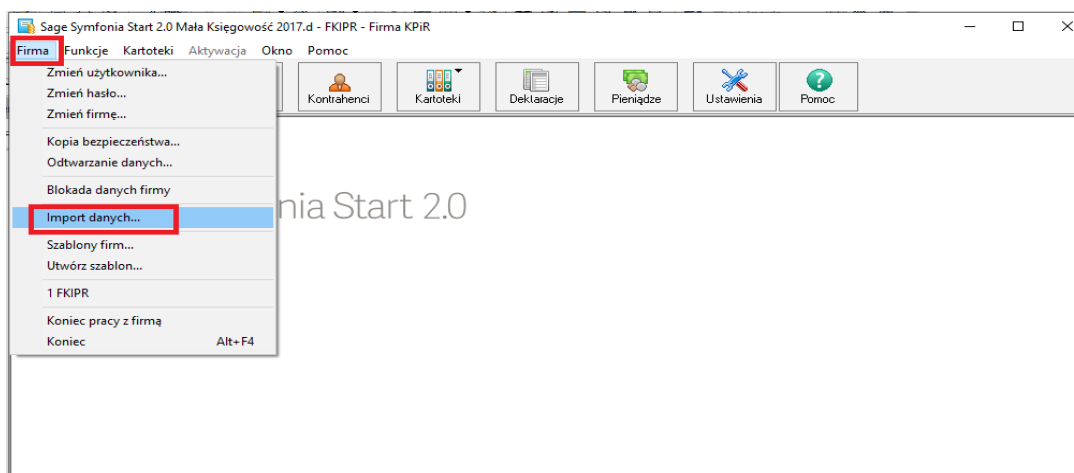 Sage Symfonia Start 2.0 Mała Księgowość 2017.d - FKIPR - Firma KPiR
Firma Funkcje Kartoteki Aktywacja Okno Pomoc
Kontrahenci Kartoteki Deklaracje Pieniądze Ustawienia Pomoc
Zmień użytkownika...
Zmień hasło...
Zmień firmę...
Kopia bezpieczeństwa...
Odtwarzanie danych...
Blokada danych firmy
Import danych...
nia Start 2.0
Szablony firm...
Utwórz szablon...
1 FKIPR
Koniec pracy z firmą
Koniec Alt+F4